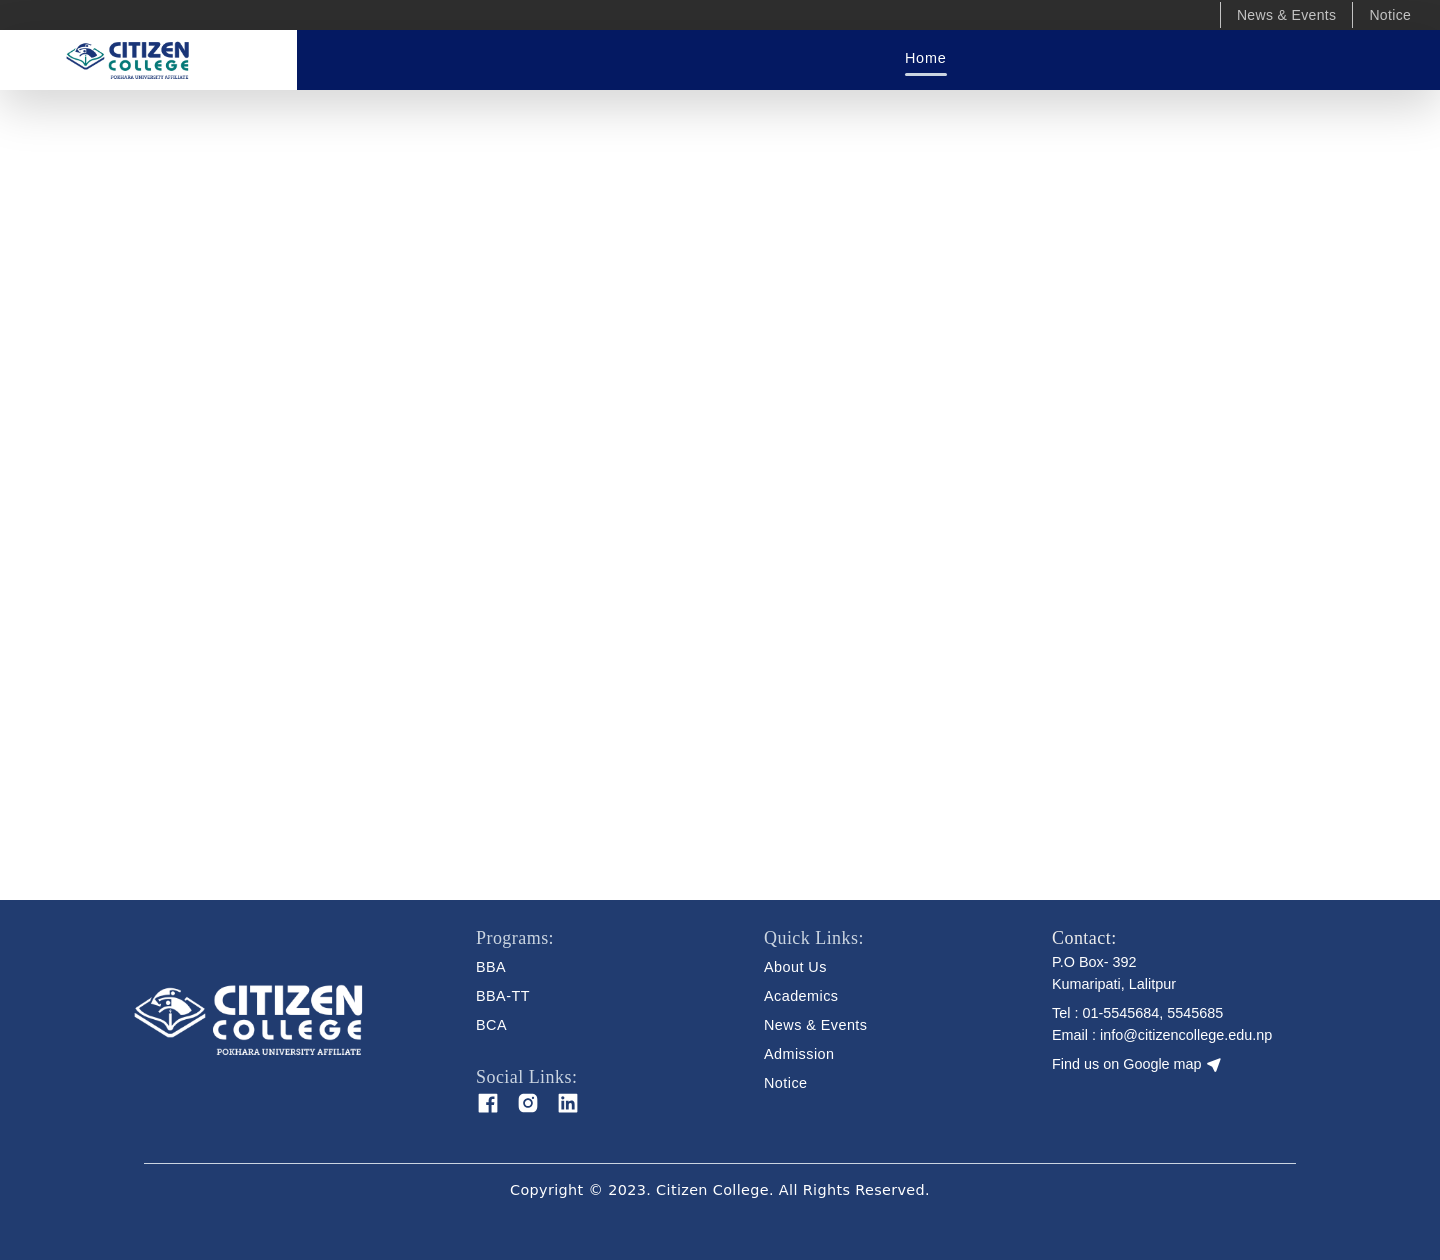 News & Events
Notice
CITIZEN
COLLEGE
POKHARA UNIVERSITY AFFILIATE
Home
CITIZEN
COLLEGE
POKHARA UNIVERSITY AFFILIATE
Programs:
BBA
BBA-TT
BCA
Social Links:
Quick Links:
About Us
Academics
News & Events
Admission
Notice
Contact:
P.O Box- 392
Kumaripati, Lalitpur
Tel : 01-5545684, 5545685
Email : info@citizencollege.edu.np
Find us on Google map
Copyright © 2023. Citizen College. All Rights Reserved.